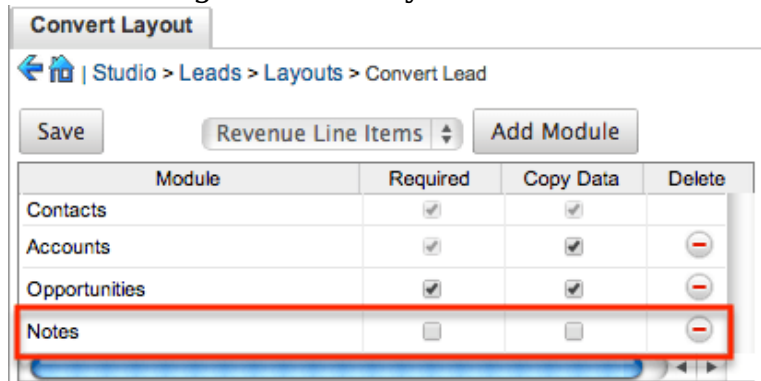 Convert Layout
| Studio > Leads > Layouts > Convert Lead
Save Revenue Line Items Add Module
Module Required Copy Data Delete
Contacts
Accounts
Opportunities
Notes